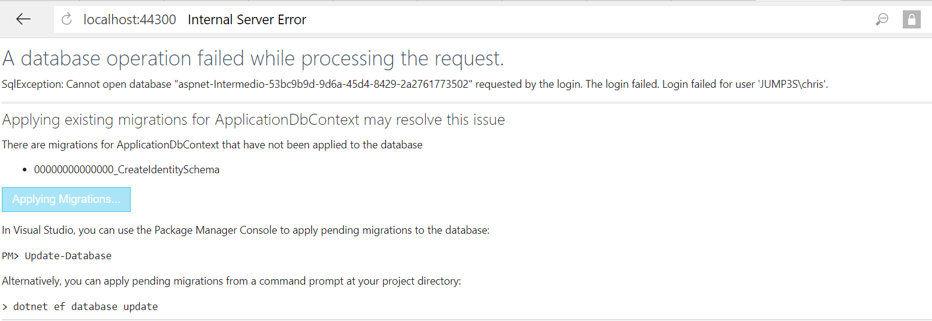 localhost:44300 Internal Server Error
A database operation failed while processing the request.
SqlException: Cannot open database "aspnet-Intermedio-53bc9b9d-9d6a-45d4-8429-2a2761773502" requested by the login. The login failed. Login failed for user 'JUMP3S\chris'.
Applying existing migrations for ApplicationDbContext may resolve this issue
There are migrations for ApplicationDbContext that have not been applied to the database
• 00000000000000_CreateIdentitySchema
Applying Migrations...
In Visual Studio, you can use the Package Manager Console to apply pending migrations to the database:
PM> Update-Database
Alternatively, you can apply pending migrations from a command prompt at your project directory:
> dotnet ef database update